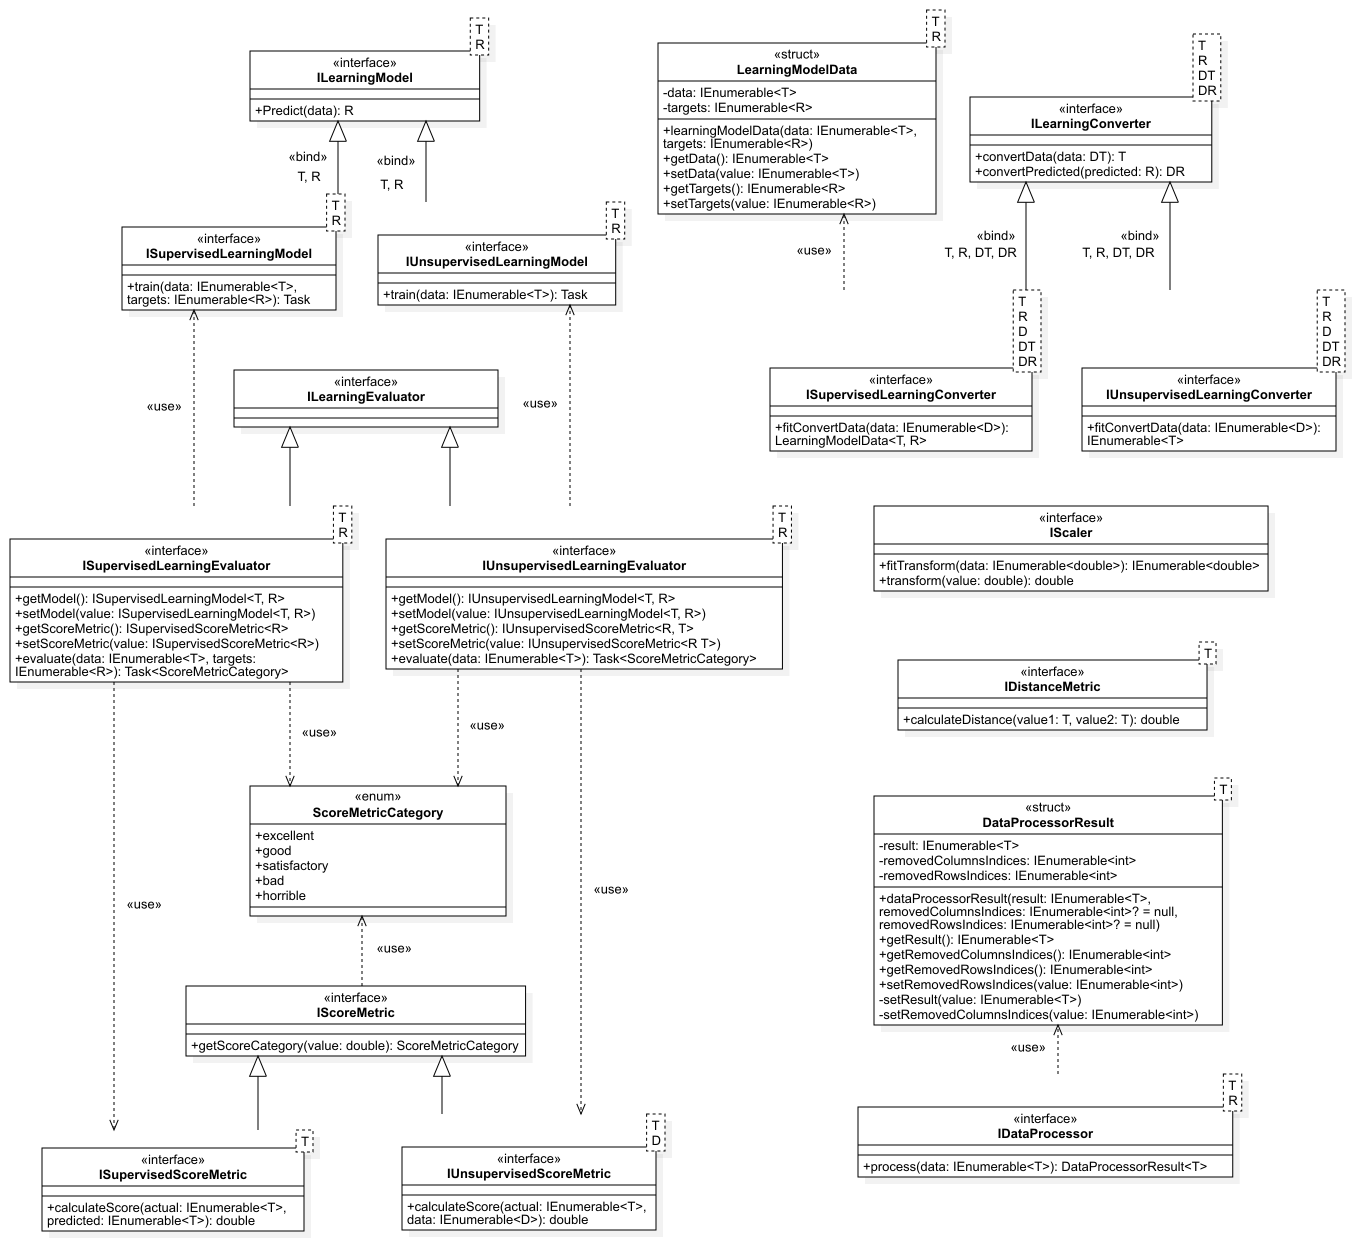 T
R
«interface»
ILearningModel
+Predict(data): R
«bind»
T, R
«bind»
T, R
T
R
«interface»
ISupervisedLearningModel
+train(data: IEnumerable<T>,
targets: IEnumerable<R>): Task
T
R
«interface»
IUnsupervisedLearningModel
+train(data: IEnumerable<T>): Task
T
R
«struct»
LearningModelData
-data: IEnumerable<T>
-targets: IEnumerable<R>
+learningModelData(data: IEnumerable<T>,
targets: IEnumerable<R>)
+getData(): IEnumerable<T>
+setData(value: IEnumerable<T>)
+getTargets(): IEnumerable<R>
+setTargets(value: IEnumerable<R>)
«use»
T
R
DT
DR
«interface»
ILearningConverter
+convertData(data: DT): T
+convertPredicted(predicted: R): DR
«bind»
T, R, DT, DR
«bind»
T, R, DT, DR
T
R
D
DT
DR
«interface»
ISupervisedLearningConverter
+fitConvertData(data: IEnumerable<D>):
LearningModelData<T, R>
T
R
D
DT
DR
«interface»
IUnsupervisedLearningConverter
+fitConvertData(data: IEnumerable<D>):
IEnumerable<T>
«use»
«interface»
ILearningEvaluator
«use»
T
R
«interface»
ISupervisedLearningEvaluator
+getModel(): ISupervisedLearningModel<T, R>
+setModel(value: ISupervisedLearningModel<T, R>)
+getScoreMetric(): ISupervisedScoreMetric<R>
+setScoreMetric(value: ISupervisedScoreMetric<R>)
+evaluate(data: IEnumerable<T>, targets:
IEnumerable<R>): Task<ScoreMetricCategory>
T
R
«interface»
IUnsupervisedLearningEvaluator
+getModel(): IUnsupervisedLearningModel<T, R>
+setModel(value: IUnsupervisedLearningModel<T, R>)
+getScoreMetric(): IUnsupervisedScoreMetric<R, T>
+setScoreMetric(value: IUnsupervisedScoreMetric<R T>)
+evaluate(data: IEnumerable<T>): Task<ScoreMetricCategory>
«interface»
IScaler
+fitTransform(data: IEnumerable<double>): IEnumerable<double>
+transform(value: double): double
T
«interface»
IDistanceMetric
+calculateDistance(value1: T, value2: T): double
«use»
«use»
«enum»
ScoreMetricCategory
+excellent
+good
+satisfactory
+bad
+horrible
«use»
«use»
«use»
«interface»
IScoreMetric
+getScoreCategory(value: double): ScoreMetricCategory
T
«interface»
ISupervisedScoreMetric
+calculateScore(actual: IEnumerable<T>,
predicted: IEnumerable<T>): double
T
D
«interface»
IUnsupervisedScoreMetric
+calculateScore(actual: IEnumerable<T>,
data: IEnumerable<D>): double
T
«struct»
DataProcessorResult
-result: IEnumerable<T>
-removedColumnsIndices: IEnumerable<int>
-removedRowsIndices: IEnumerable<int>
+dataProcessorResult(result: IEnumerable<T>,
removedColumnsIndices: IEnumerable<int>? = null,
removedRowsIndices: IEnumerable<int>? = null)
+getResult(): IEnumerable<T>
+getRemovedColumnsIndices(): IEnumerable<int>
+getRemovedRowsIndices(): IEnumerable<int>
+setRemovedRowsIndices(value: IEnumerable<int>)
-setResult(value: IEnumerable<T>)
-setRemovedColumnsIndices(value: IEnumerable<int>)
«use»
T
R
«interface»
IDataProcessor
+process(data: IEnumerable<T>): DataProcessorResult<T>